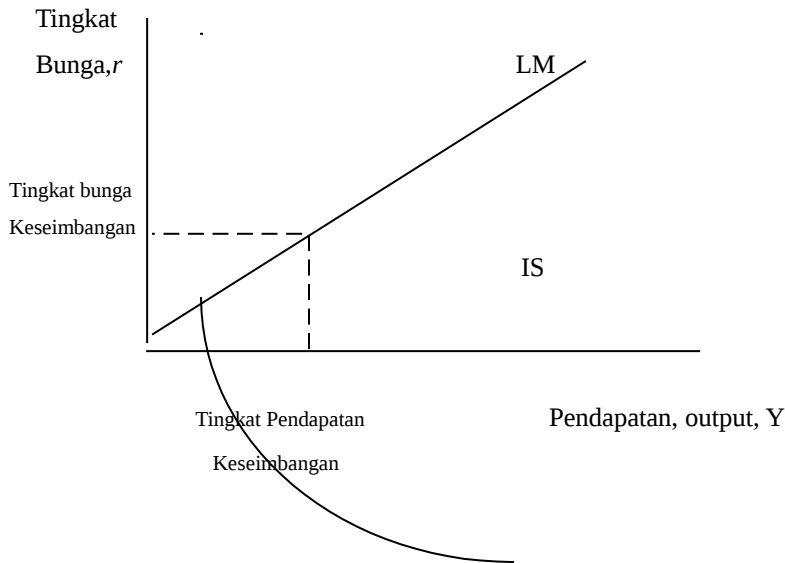 Tingkat
Bunga,r
LM
Tingkat bunga
Keseimbangan
IS
Tingkat Pendapatan
Keseimbangan
Pendapatan, output, Y